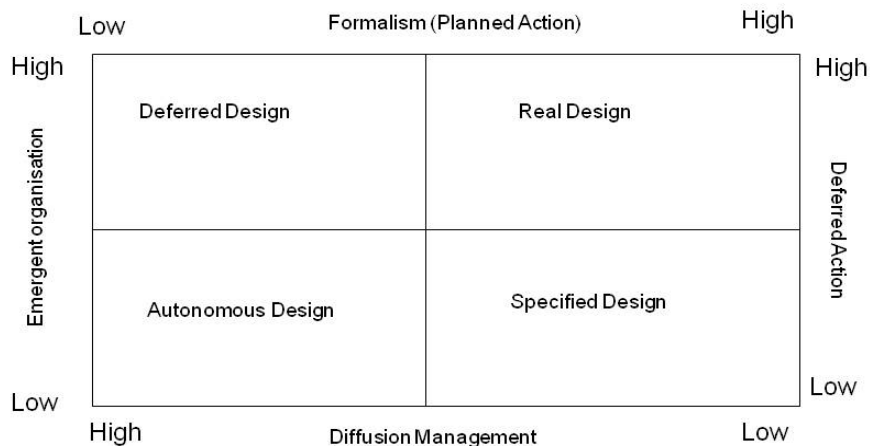 Low Formalism (Planned Action) High
High High
Deferred Design Real Design
Emergent organisation
Deferred Action
Autonomous Design Specified Design
Low Low
High Diffusion Management Low